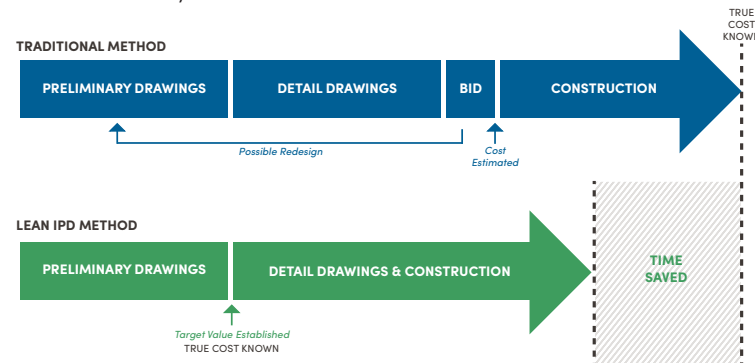 TRUE
COST
KNOWN
TRADITIONAL METHOD
PRELIMINARY DRAWINGS
DETAIL DRAWINGS
BID
CONSTRUCTION
Possible Redesign
Cost
Estimated
LEAN IPD METHOD
PRELIMINARY DRAWINGS
DETAIL DRAWINGS & CONSTRUCTION
TIME
SAVED
Target Value Established
TRUE COST KNOWN